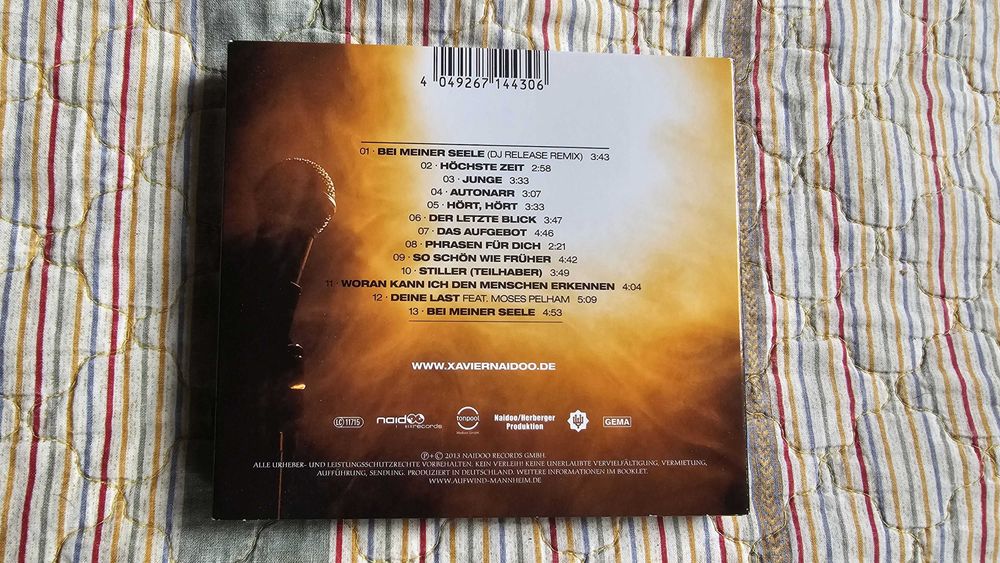 4 049267 144306
01 · BEI MEINER SEELE (DJ RELEASE REMIX) 3:43
02 · HÖCHSTE ZEIT 2:58
03 · JUNGE 3:33
04 · AUTONARR 3:07
05 · HÖRT, HÖRT 3:33
06 · DER LETZTE BLICK 3:47
07 · DAS AUFGEBOT 4:46
08 · PHRASEN FÜR DICH 2:21
09 · SO SCHÖN WIE FRÜHER 4:42
10 · STILLER (TEILHABER) 3:49
11 · WORAN KANN ICH DEN MENSCHEN ERKENNEN 4:04
12 · DEINE LAST FEAT. MOSES PELHAM 5:09
13 · BEI MEINER SEELE 4:53
WWW.XAVIERNAIDOO.DE
LC 11715
naidoo records
tonpool
Naidoo/Herberger
Produktion
GEMA
℗+© 2013 NAIDOO RECORDS GMBH.
ALLE URHEBER- UND LEISTUNGSSCHUTZRECHTE VORBEHALTEN. KEIN VERLEIH! KEINE UNERLAUBTE VERVIELFÄLTIGUNG, VERMIETUNG,
AUFFÜHRUNG, SENDUNG. PRODUZIERT IN DEUTSCHLAND. WEITERE INFORMATIONEN IM BOOKLET.
WWW.AUFWIND-MANNHEIM.DE